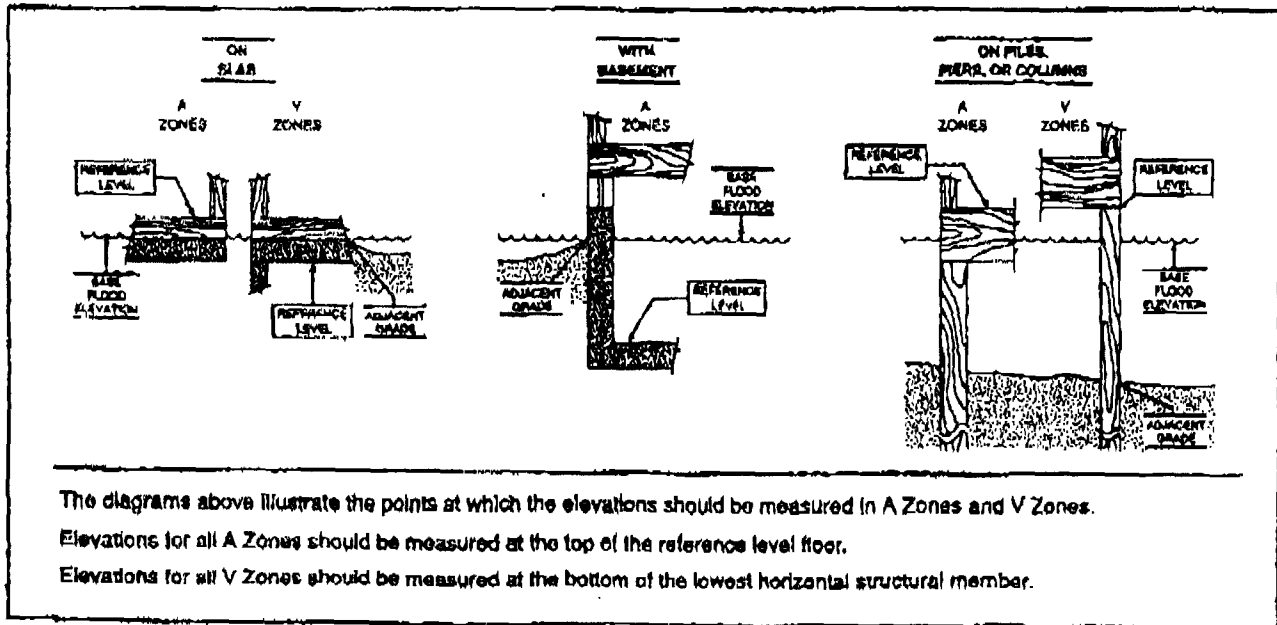 ON
SLAB
A
ZONES
V
ZONES
REFERENCE
LEVEL
BASE
FLOOD
ELEVATION
REFERENCE
LEVEL
ADJACENT
GRADE
WITH
BASEMENT
A
ZONES
BASE
FLOOD
ELEVATION
ADJACENT
GRADE
REFERENCE
LEVEL
ON PILES,
PIERS, OR COLUMNS
A
ZONES
V
ZONES
REFERENCE
LEVEL
REFERENCE
LEVEL
BASE
FLOOD
ELEVATION
ADJACENT
GRADE
The diagrams above illustrate the points at which the elevations should be measured in A Zones and V Zones.
Elevations for all A Zones should be measured at the top of the reference level floor.
Elevations for all V Zones should be measured at the bottom of the lowest horizontal structural member.